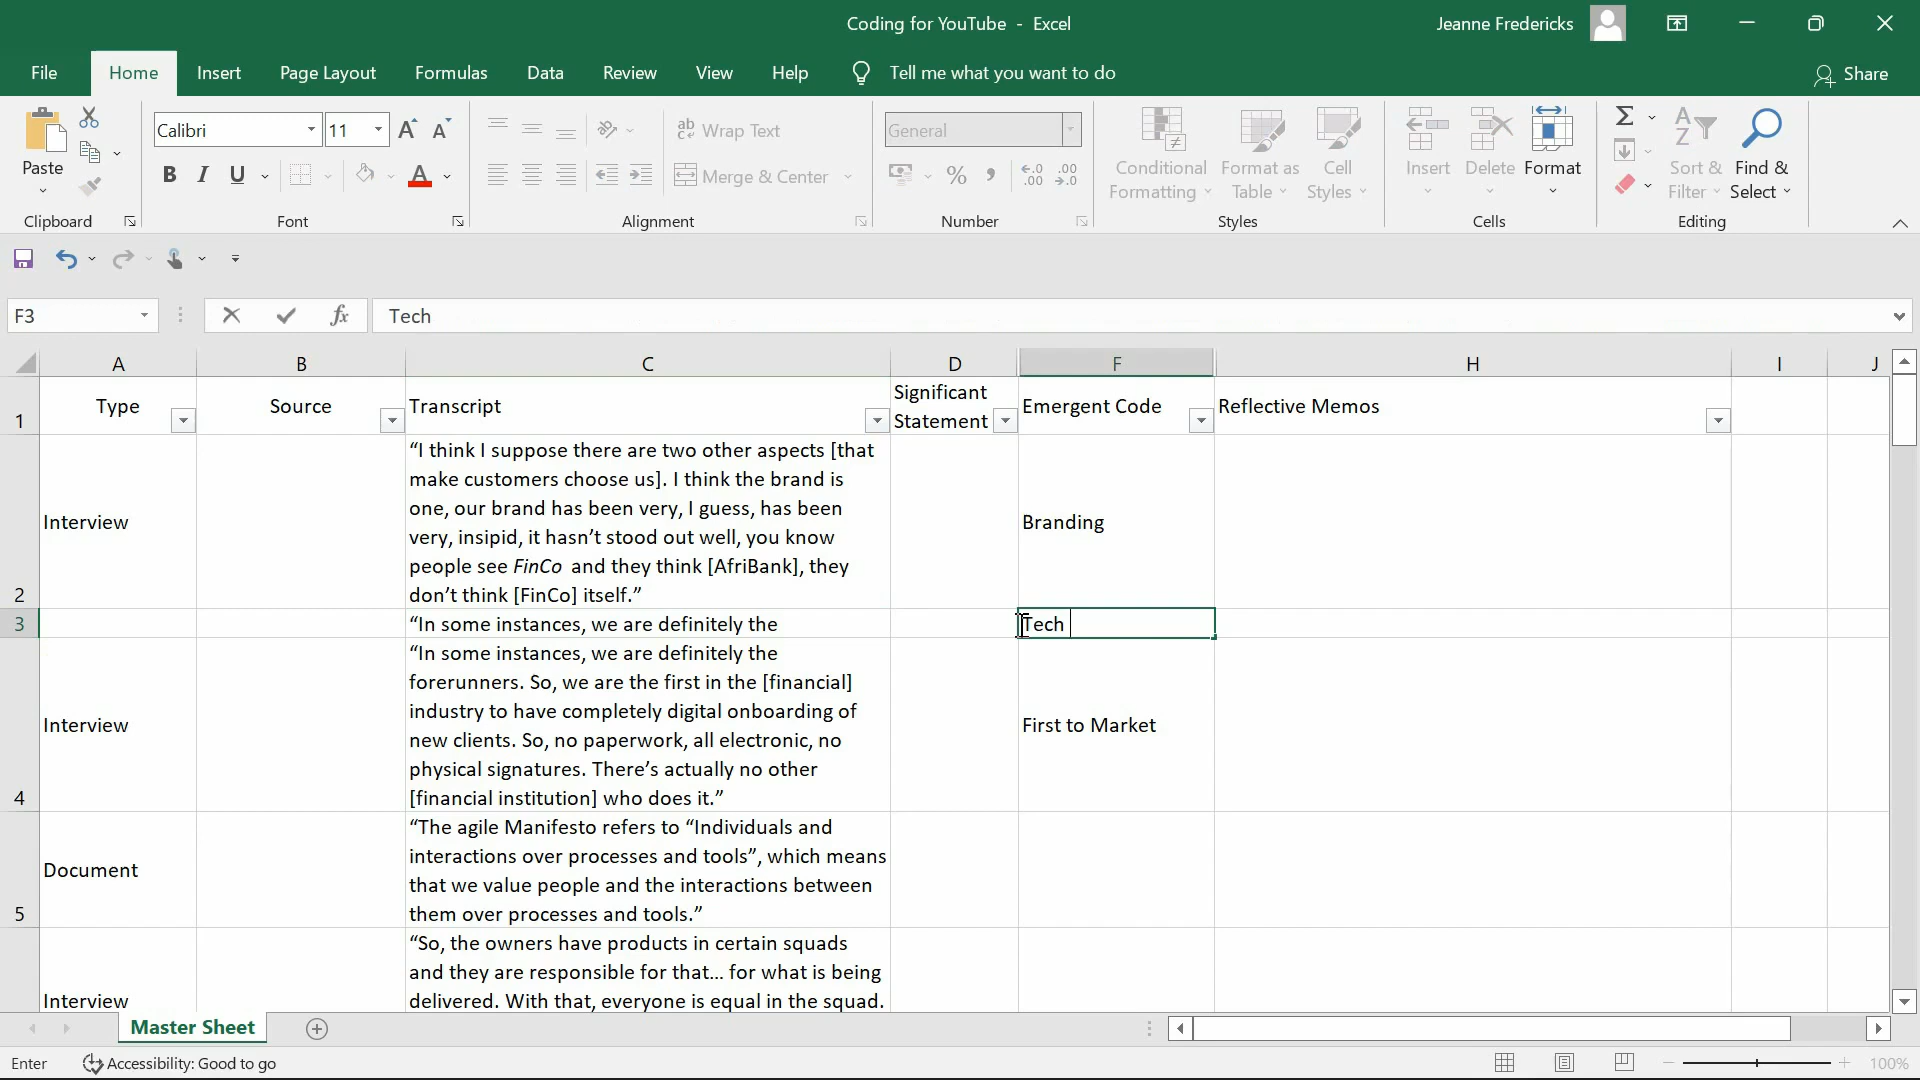 Coding for YouTube - Excel
Jeanne Fredericks
File Home Insert Page Layout Formulas Data Review View Help Tell me what you want to do Share
Paste
Clipboard
Calibri 11
B I U A
Font
ab Wrap Text
Merge & Center
Alignment
General
% , .0 .00 .00 .0
Number
Conditional Formatting
Format as Table
Cell Styles
Styles
Insert Delete Format
Cells
Sort & Filter
Find & Select
Editing
F3 fx Tech
A B C D F H I J
1 Type Source Transcript Significant Statement Emergent Code Reflective Memos
2 Interview
“I think I suppose there are two other aspects [that
make customers choose us]. I think the brand is
one, our brand has been very, I guess, has been
very, insipid, it hasn’t stood out well, you know
people see FinCo and they think [AfriBank], they
don’t think [FinCo] itself.”
Branding
3 “In some instances, we are definitely the
Tech
4 Interview
“In some instances, we are definitely the
forerunners. So, we are the first in the [financial]
industry to have completely digital onboarding of
new clients. So, no paperwork, all electronic, no
physical signatures. There’s actually no other
[financial institution] who does it.”
First to Market
5 Document
“The agile Manifesto refers to “Individuals and
interactions over processes and tools”, which means
that we value people and the interactions between
them over processes and tools.”
Interview
“So, the owners have products in certain squads
and they are responsible for that... for what is being
delivered. With that, everyone is equal in the squad.
Master Sheet
Enter Accessibility: Good to go 100%